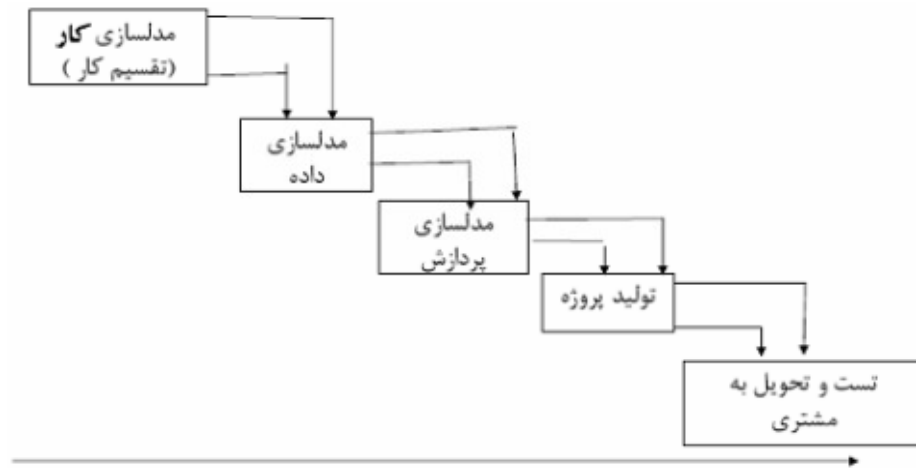 مدلسازی کار
(تقسیم کار )
مدلسازی
داده
مدلسازی
پردازش
تولید پروژه
تست و تحویل به
مشتری